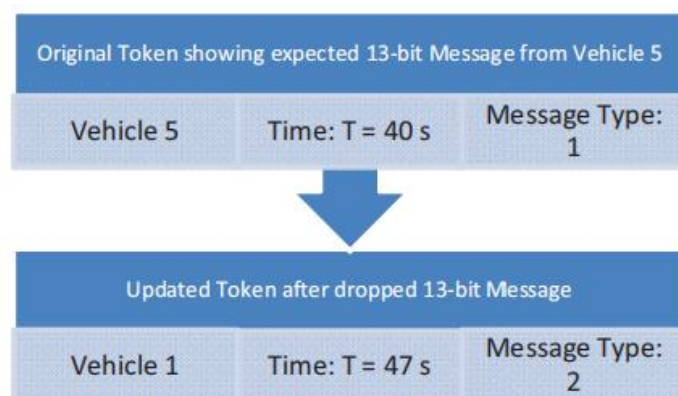 Original Token showing expected 13-bit Message from Vehicle 5
Vehicle 5
Time: T = 40 s
Message Type:
1
Updated Token after dropped 13-bit Message
Vehicle 1
Time: T = 47 s
Message Type:
2